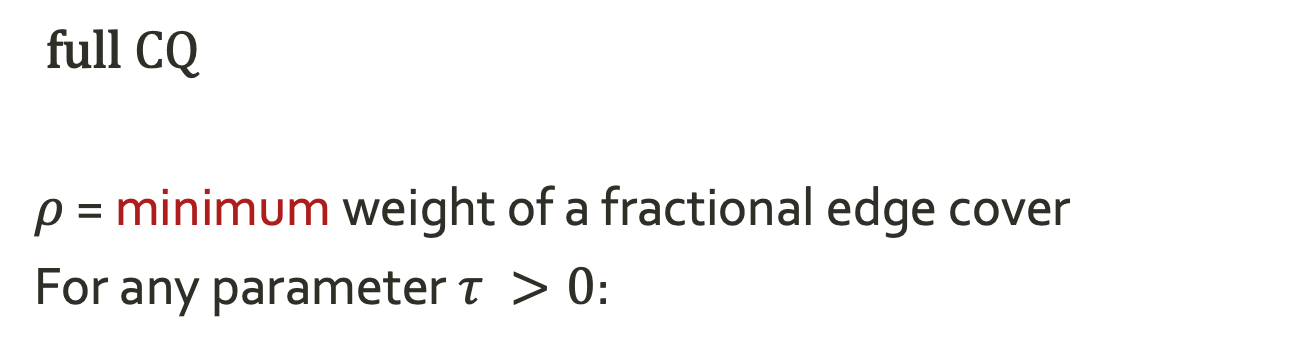 full CQ
ρ = minimum weight of a fractional edge cover
For any parameter τ > 0: